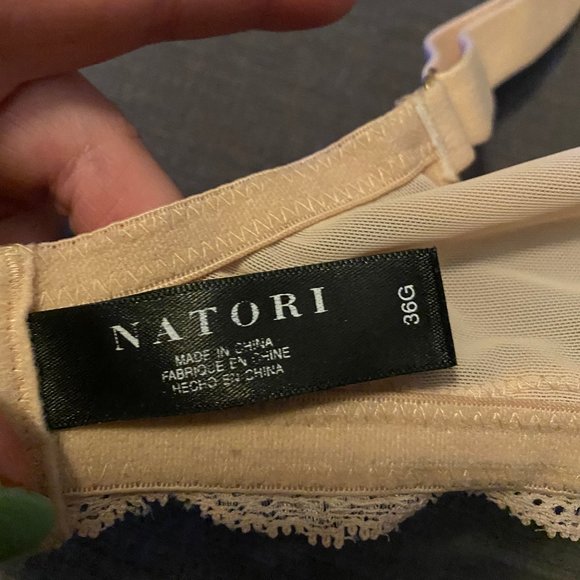 NATORI
MADE IN CHINA
FABRIQUE EN CHINE
HECHO EN CHINA
36G